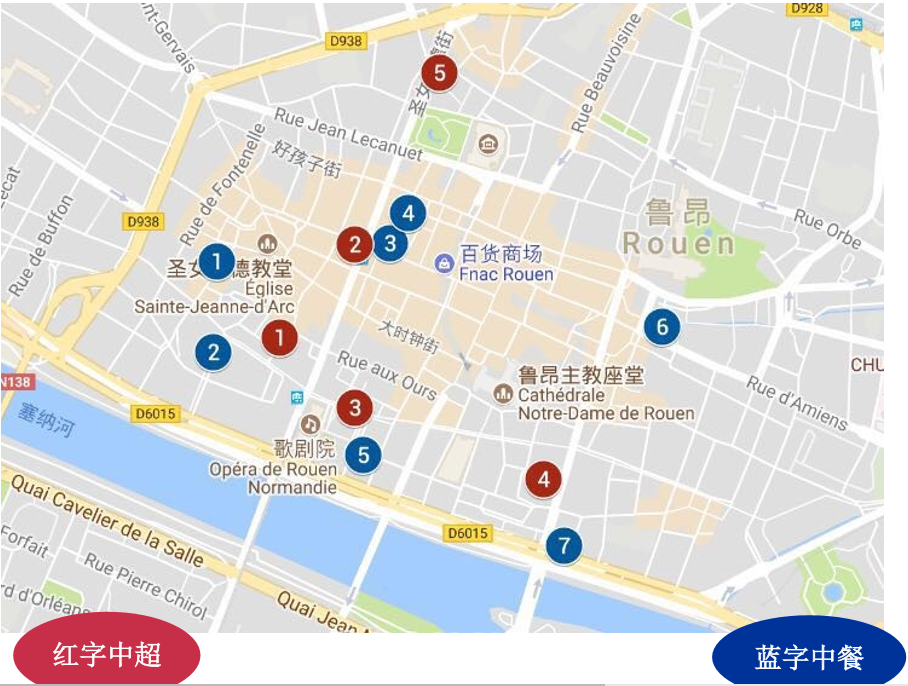 D928
nt-Gervais
D938
5
圣女
街
Rue Beauvoisine
Rue Jean Lecanuet
好孩子街
Rue de Fontenelle
ecat
Rue de Buffon
D938
4
2
3
鲁昂
Rouen
Rue Orbe
1
圣女
德教堂
Église
Sainte-Jeanne-d'Arc
百货商场
Fnac Rouen
6
1
2
大时钟街
Rue aux Ours
鲁昂主教座堂
Cathédrale
Notre-Dame de Rouen
CHU
Rue d'Amiens
N138
D6015
塞纳河
3
歌剧院
Opéra de Rouen
Normandie
5
4
Quai Cavelier de la Salle
D6015
7
Forfait
Rue Pierre Chirol
rd d'Orléans
Quai Jean
红字中超
蓝字中餐